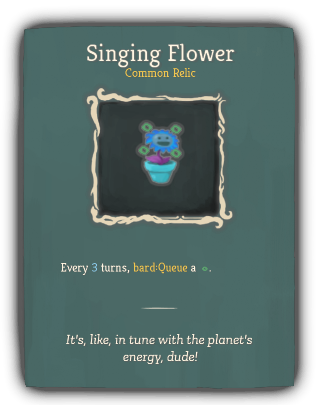 Singing Flower
Common Relic
Every 3 turns, bard:Queue a .
It's, like, in tune with the planet's
energy, dude!